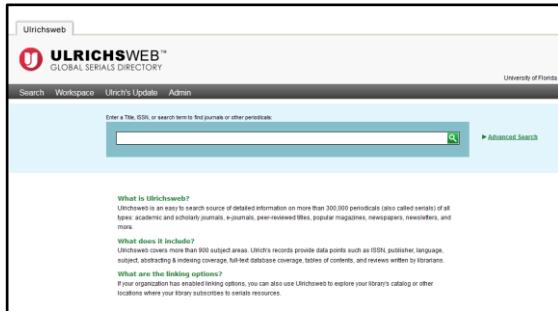 Ulrichsweb
ULRICHSWEB™
GLOBAL SERIALS DIRECTORY
University of Florida
Search Workspace Ulrich's Update Admin
Enter a Title, ISSN, or search term to find journals or other periodicals:
Advanced Search
What is Ulrichsweb?
Ulrichsweb is an easy to search source of detailed information on more than 300,000 periodicals (also called serials) of all
types: academic and scholarly journals, e-journals, peer-reviewed titles, popular magazines, newspapers, newsletters, and
more.
What does it include?
Ulrichsweb covers more than 900 subject areas. Ulrich's records provide data points such as ISSN, publisher, language,
subject, abstracting & indexing coverage, full-text database coverage, tables of contents, and reviews written by librarians.
What are the linking options?
If your organization has enabled linking options, you can also use Ulrichsweb to explore your library's catalog or other
locations where your library subscribes to serials resources.